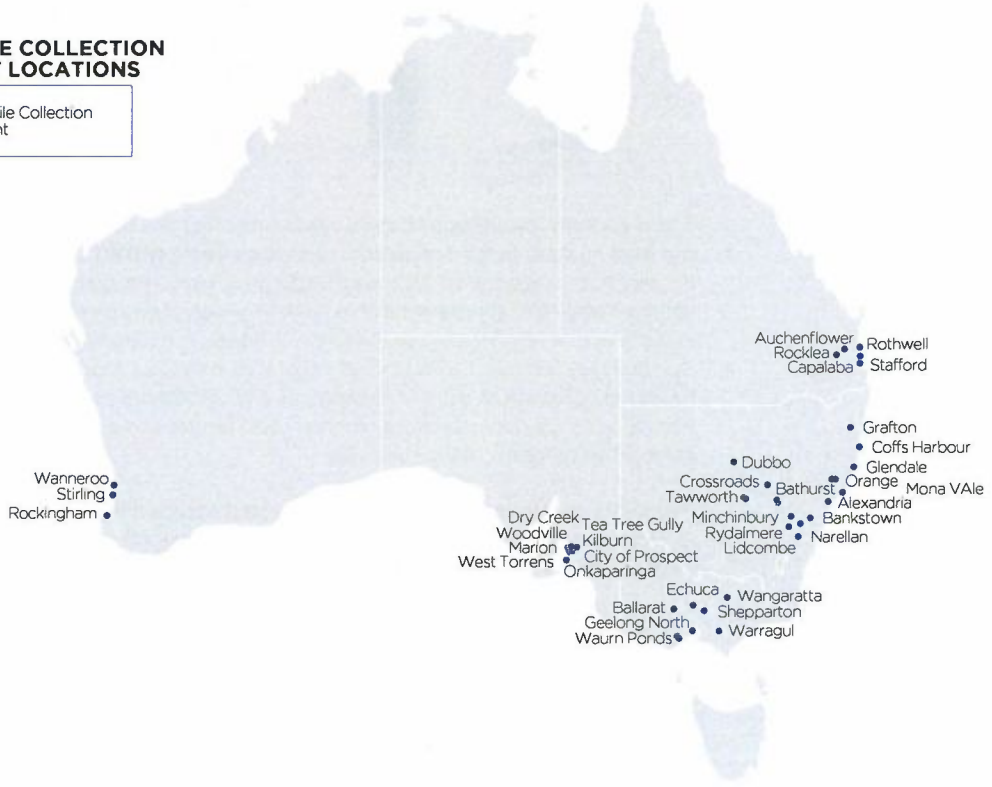 E COLLECTION
LOCATIONS
ile Collection
nt
Auchenflower
Rothwell
Rocklea
Capalaba
Stafford
Grafton
Coffs Harbour
Dubbo
Glendale
Crossroads
Orange
Bathurst
Mona VAle
Tawworth
Alexandria
Wanneroo
Stirling
Rockingham
Minchinbury
Bankstown
Rydalmere
Narellan
Lidcombe
Dry Creek
Tea Tree Gully
Woodville
Kilburn
Marion
City of Prospect
West Torrens
Onkaparinga
Echuca
Wangaratta
Ballarat
Shepparton
Geelong North
Warragul
Waurn Ponds